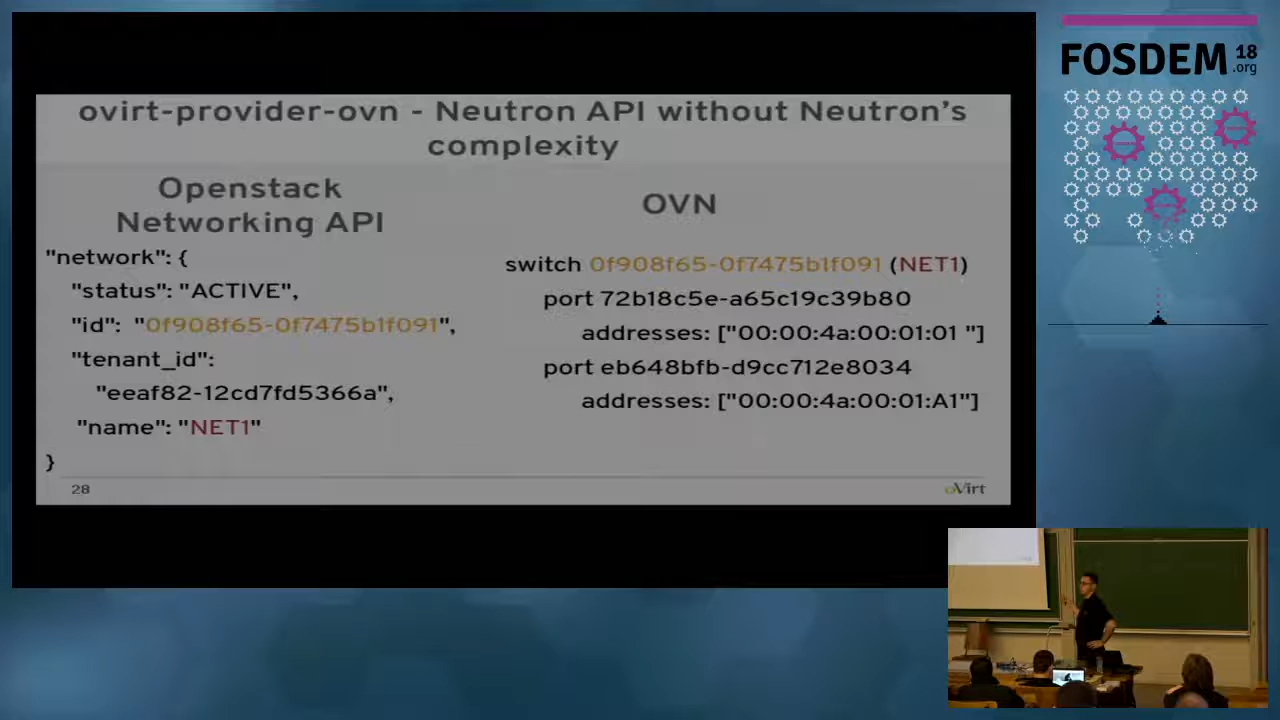 ovirt-provider-ovn - Neutron API without Neutron's
complexity
Openstack
Networking API
"network": {
"status": "ACTIVE",
"id": "0f908f65-0f7475b1f091",
"tenant_id":
"eeaf82-12cd7fd5366a",
"name": "NET1"
}
OVN
switch 0f908f65-0f7475b1f091 (NET1)
port 72b18c5e-a65c19c39b80
addresses: ["00:00:4a:00:01:01 "]
port eb648bfb-d9cc712e8034
addresses: ["00:00:4a:00:01:A1"]
28
oVirt
FOSDEM 18
.org